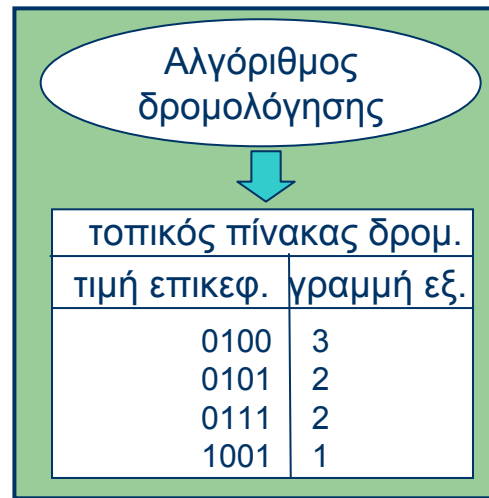 Αλγόριθμος
δρομολόγησης
τοπικός πίνακας δρομ.
τιμή επικεφ. γραμμή εξ.
0100 3
0101 2
0111 2
1001 1